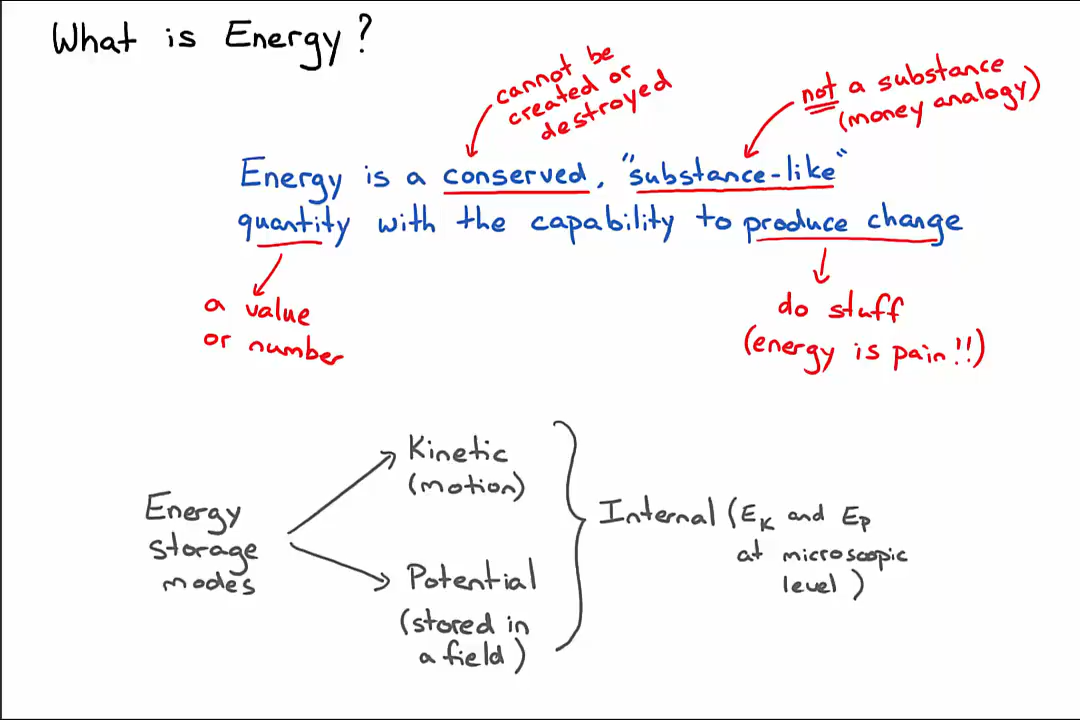 What is Energy?
cannot be
created or
destroyed
not a substance
(money analogy)
Energy is a conserved, "substance-like"
quantity with the capability to produce change
a value
or number
do stuff
(energy is pain!!)
Energy
storage
modes
Kinetic
(motion)
Potential
(stored in
a field)
Internal (EK and EP
at microscopic
level)